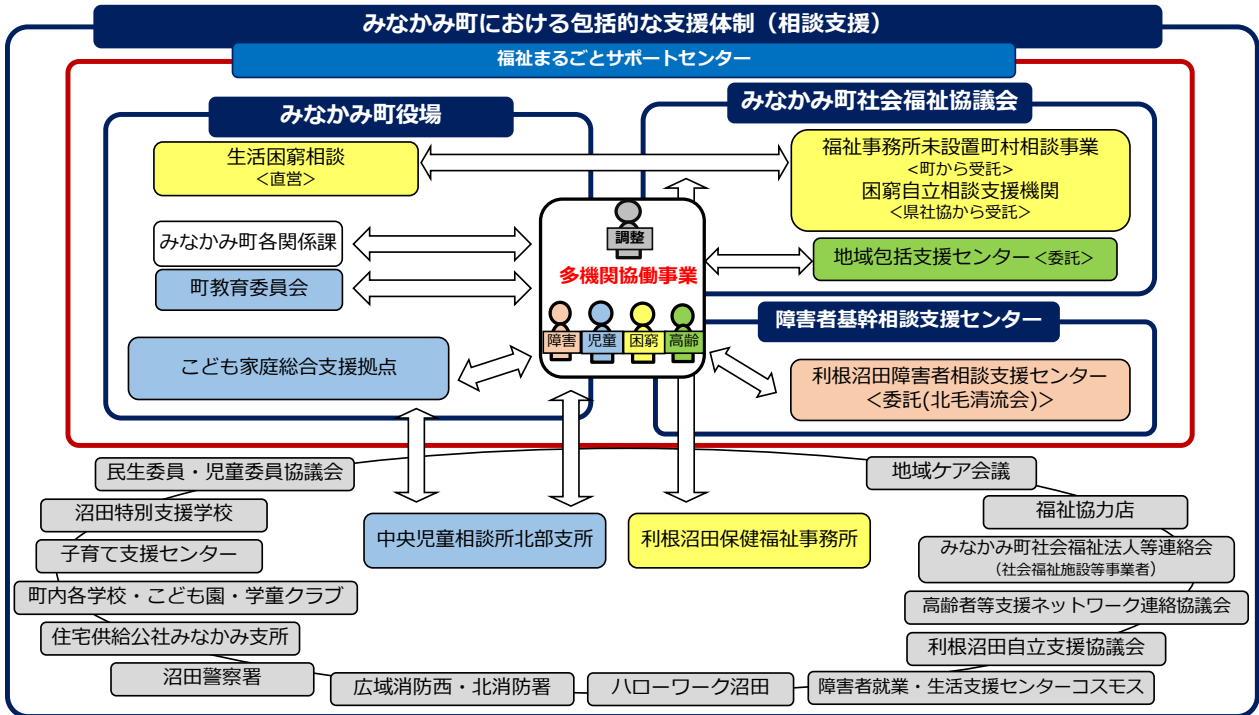 みなかみ町における包括的な支援体制（相談支援）
福祉まるごとサポートセンター
みなかみ町役場
生活困窮相談
<直営>
みなかみ町各関係課
町教育委員会
こども家庭総合支援拠点
調整
多機関協働事業
障害
児童
困窮
高齢
みなかみ町社会福祉協議会
福祉事務所未設置町村相談事業
<町から受託>
困窮自立相談支援機関
<県社協から受託>
地域包括支援センター<委託>
障害者基幹相談支援センター
利根沼田障害者相談支援センター
<委託(北毛清流会)>
中央児童相談所北部支所
利根沼田保健福祉事務所
民生委員・児童委員協議会
沼田特別支援学校
子育て支援センター
町内各学校・こども園・学童クラブ
住宅供給公社みなかみ支所
沼田警察署
広域消防西・北消防署
ハローワーク沼田
障害者就業・生活支援センターコスモス
地域ケア会議
福祉協力店
みなかみ町社会福祉法人等連絡会
（社会福祉施設等事業者）
高齢者等支援ネットワーク連絡協議会
利根沼田自立支援協議会